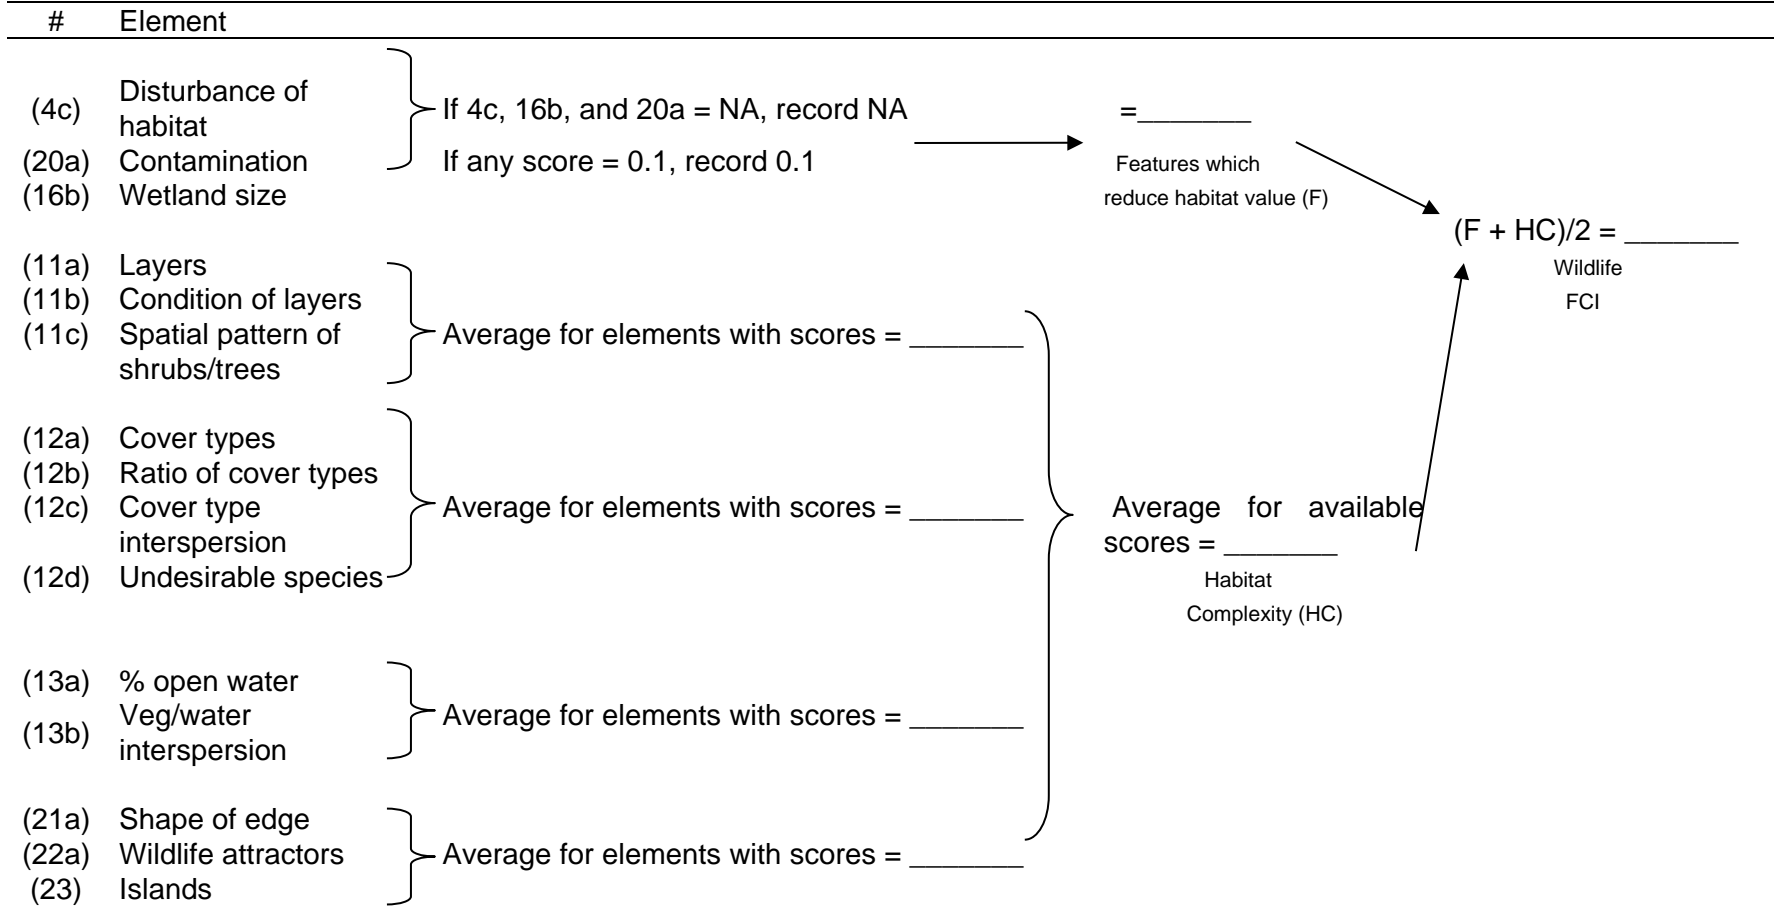 # Element
(4c) Disturbance of
habitat
If 4c, 16b, and 20a = NA, record NA
=_______
(20a) Contamination
If any score = 0.1, record 0.1
Features which
(16b) Wetland size
reduce habitat value (F)
(F + HC)/2 = _______
Wildlife
FCI
(11a) Layers
(11b) Condition of layers
(11c) Spatial pattern of
shrubs/trees
Average for elements with scores = _______
(12a) Cover types
(12b) Ratio of cover types
(12c) Cover type
interspersion
(12d) Undesirable species
Average for elements with scores = _______
Average for available
scores = _______
Habitat
Complexity (HC)
(13a) % open water
(13b) Veg/water
interspersion
Average for elements with scores = _______
(21a) Shape of edge
(22a) Wildlife attractors
(23) Islands
Average for elements with scores = _______